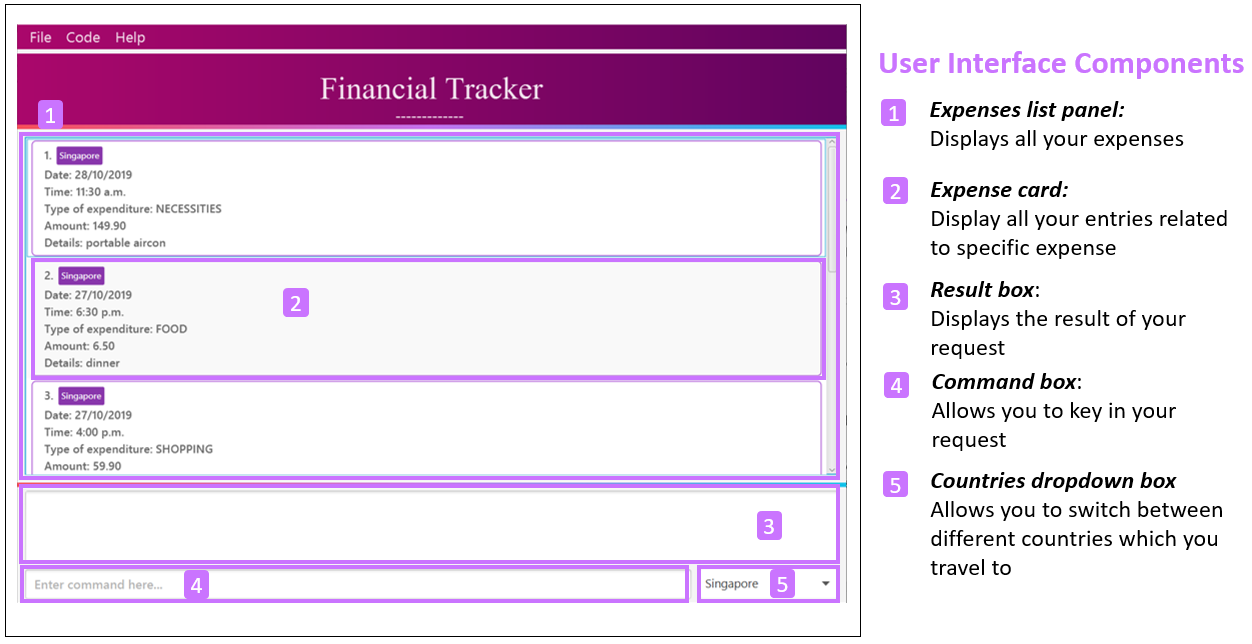 File Code Help
Financial Tracker
-------------
1
1. Singapore
Date: 28/10/2019
Time: 11:30 a.m.
Type of expenditure: NECESSITIES
Amount: 149.90
Details: portable aircon
2. Singapore
Date: 27/10/2019
Time: 6:30 p.m.
Type of expenditure: FOOD
Amount: 6.50
Details: dinner
2
3. Singapore
Date: 27/10/2019
Time: 4:00 p.m.
Type of expenditure: SHOPPING
Amount: 59.90
3
Enter command here... 4
Singapore 5
User Interface Components
1 Expenses list panel:
Displays all your expenses
2 Expense card:
Display all your entries related
to specific expense
3 Result box:
Displays the result of your
request
4 Command box:
Allows you to key in your
request
5 Countries dropdown box
Allows you to switch between
different countries which you
travel to